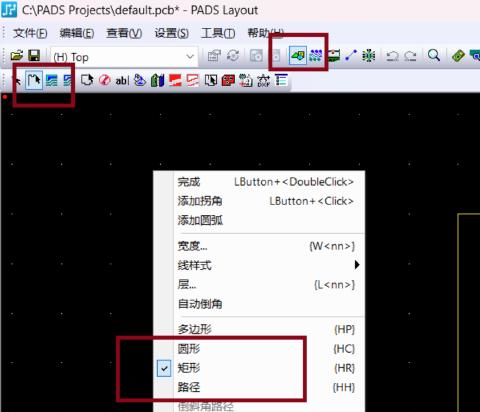 C:\PADS Projects\default.pcb* - PADS Layout
文件(F) 编辑(E) 查看(V) 设置(S) 工具(T) 帮助(H)
(H) Top
ab|
完成 LButton+<DoubleClick>
添加拐角 LButton+<Click>
添加圆弧
宽度... {W<nn>}
线样式
层... {L<nn>}
自动倒角
多边形 {HP}
圆形 {HC}
矩形 {HR}
路径 {HH}
倒斜角路径